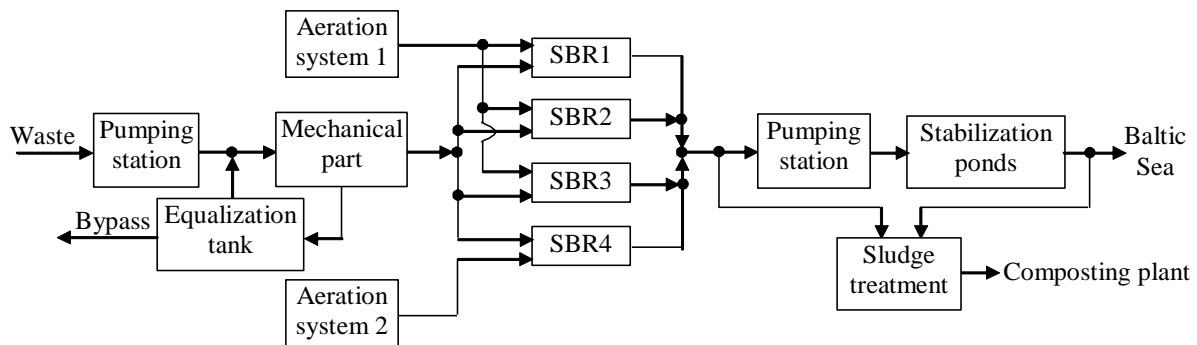 Aeration
system 1
SBR1
SBR2
SBR3
SBR4
Waste
Pumping
station
Mechanical
part
Bypass
Equalization
tank
Aeration
system 2
Pumping
station
Stabilization
ponds
Baltic
Sea
Sludge
treatment
Composting plant